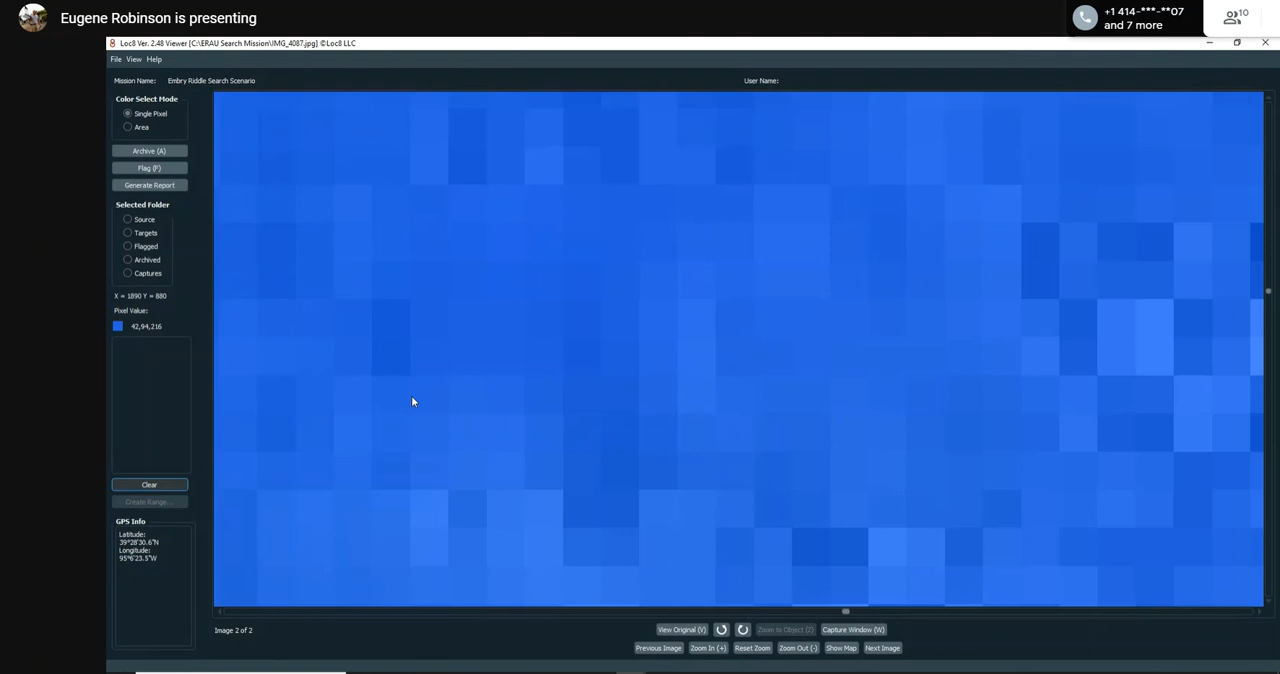 Eugene Robinson is presenting
+1 414-***-**07
and 7 more
10
Loc8 Ver. 2.48 Viewer [C:\ERAU Search Mission\IMG_4087.jpg] ©Loc8 LLC
File View Help
Mission Name: Embry Riddle Search Scenario
User Name:
Color Select Mode
Single Pixel
Area
Archive (A)
Flag (F)
Generate Report
Selected Folder
Source
Targets
Flagged
Archived
Captures
X = 1890 Y = 880
Pixel Value:
42,94,216
Clear
Create Range...
GPS Info
Latitude:
39°28'30.6"N
Longitude:
95°6'23.5"W
Image 2 of 2
View Original (V) Zoom to Object (Z) Capture Window (W)
Previous Image Zoom In (+) Reset Zoom Zoom Out (-) Show Map Next Image